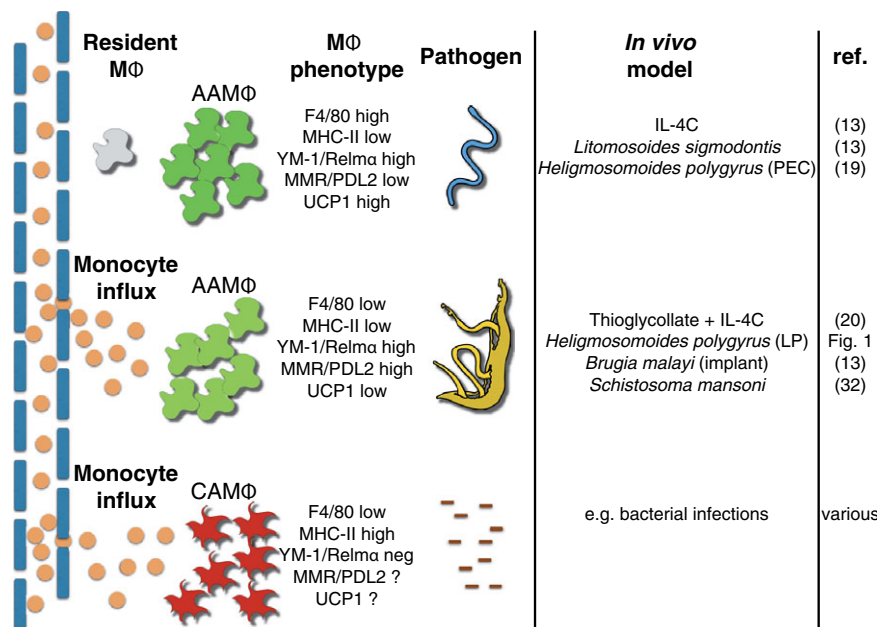 Resident
MΦ
MΦ
phenotype
Pathogen
In vivo
model
ref.
AAMΦ
F4/80 high
MHC-II low
YM-1/Relmα high
MMR/PDL2 low
UCP1 high
IL-4C
(13)
Litomosoides sigmodontis
(13)
Heligmosomoides polygyrus (PEC)
(19)
Monocyte
influx
AAMΦ
F4/80 low
MHC-II low
YM-1/Relmα high
MMR/PDL2 high
UCP1 low
Thioglycollate + IL-4C
(20)
Heligmosomoides polygyrus (LP)
Fig. 1
Brugia malayi (implant)
(13)
Schistosoma mansoni
(32)
Monocyte
influx
CAMΦ
F4/80 low
MHC-II high
YM-1/Relmα neg
MMR/PDL2 ?
UCP1 ?
e.g. bacterial infections
various